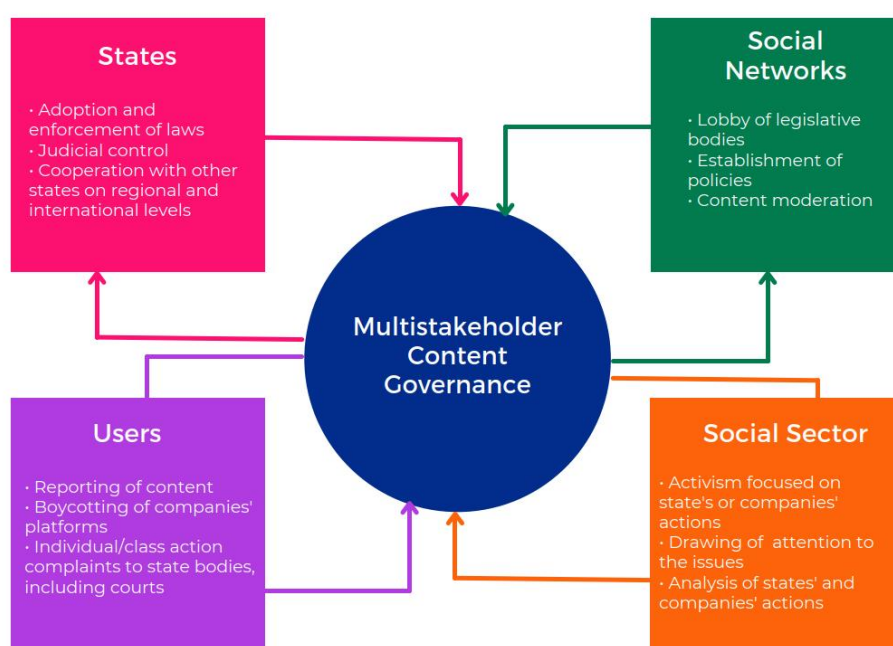 States
• Adoption and
enforcement of laws
• Judicial control
• Cooperation with other
states on regional and
international levels
Social
Networks
• Lobby of legislative
bodies
• Establishment of
policies
• Content moderation
Multistakeholder
Content
Governance
Users
• Reporting of content
• Boycotting of companies'
platforms
• Individual/class action
complaints to state bodies,
including courts
Social Sector
• Activism focused on
state's or companies'
actions
• Drawing of attention to
the issues
• Analysis of states' and
companies' actions